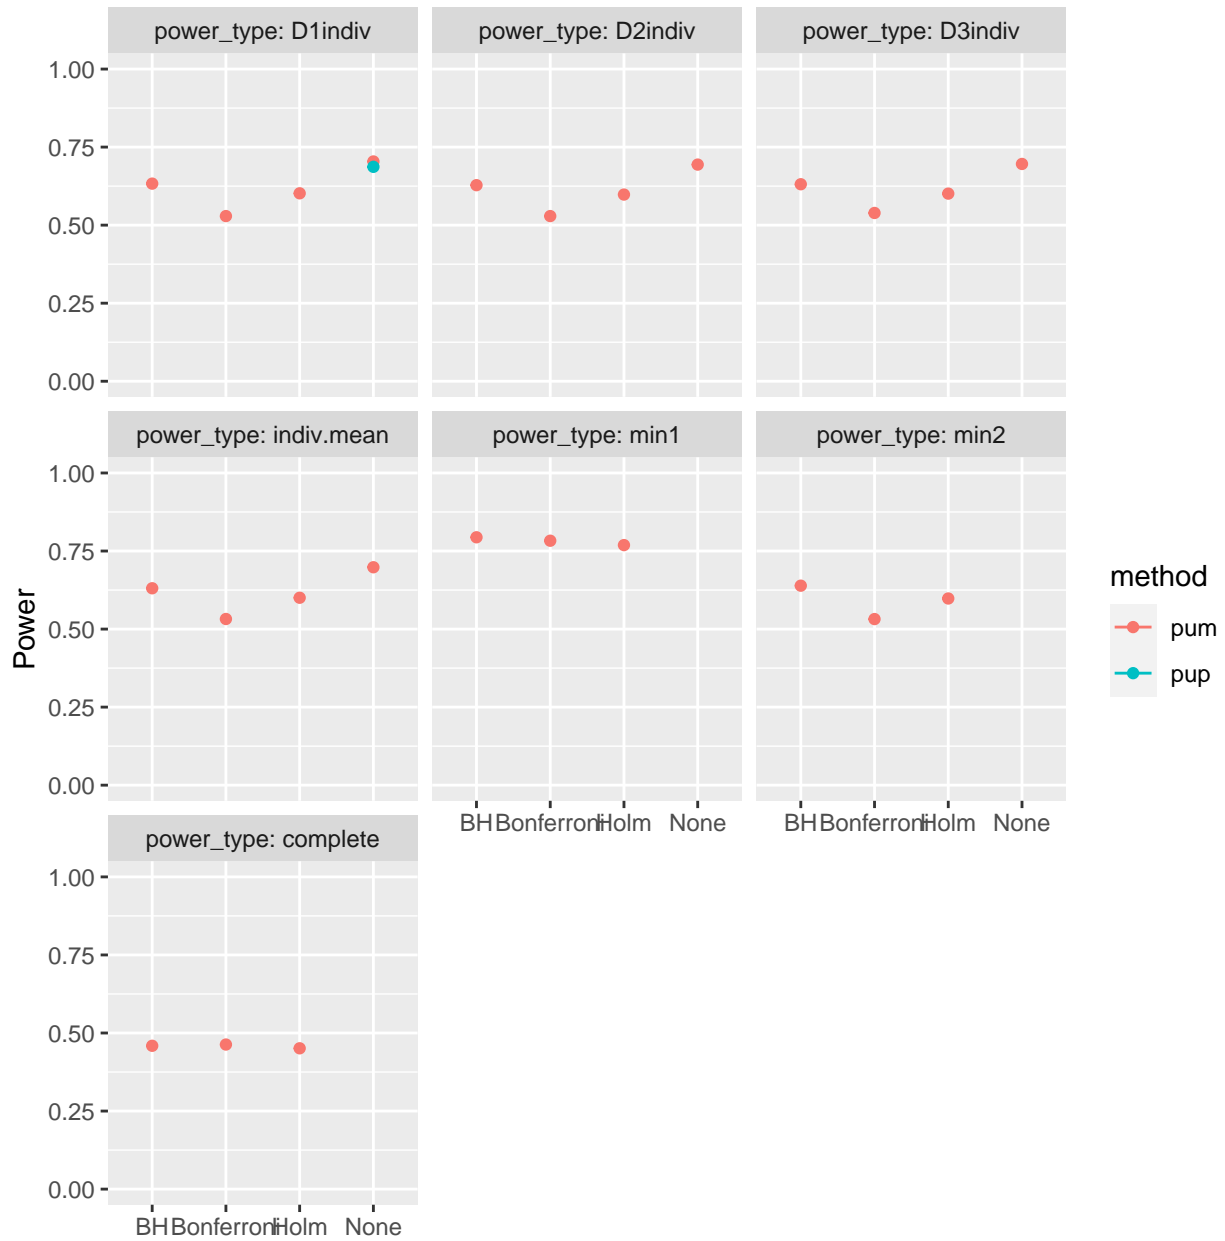 power_type: D1indiv
power_type: D2indiv
power_type: D3indiv
1.00
0.75
0.50
0.25
0.00
power_type: indiv.mean
power_type: min1
power_type: min2
1.00
0.75
0.50
0.25
0.00
BH Bonferroni Holm None
BH Bonferroni Holm None
power_type: complete
1.00
0.75
0.50
0.25
0.00
BH Bonferroni Holm None
Power
method
pum
pup